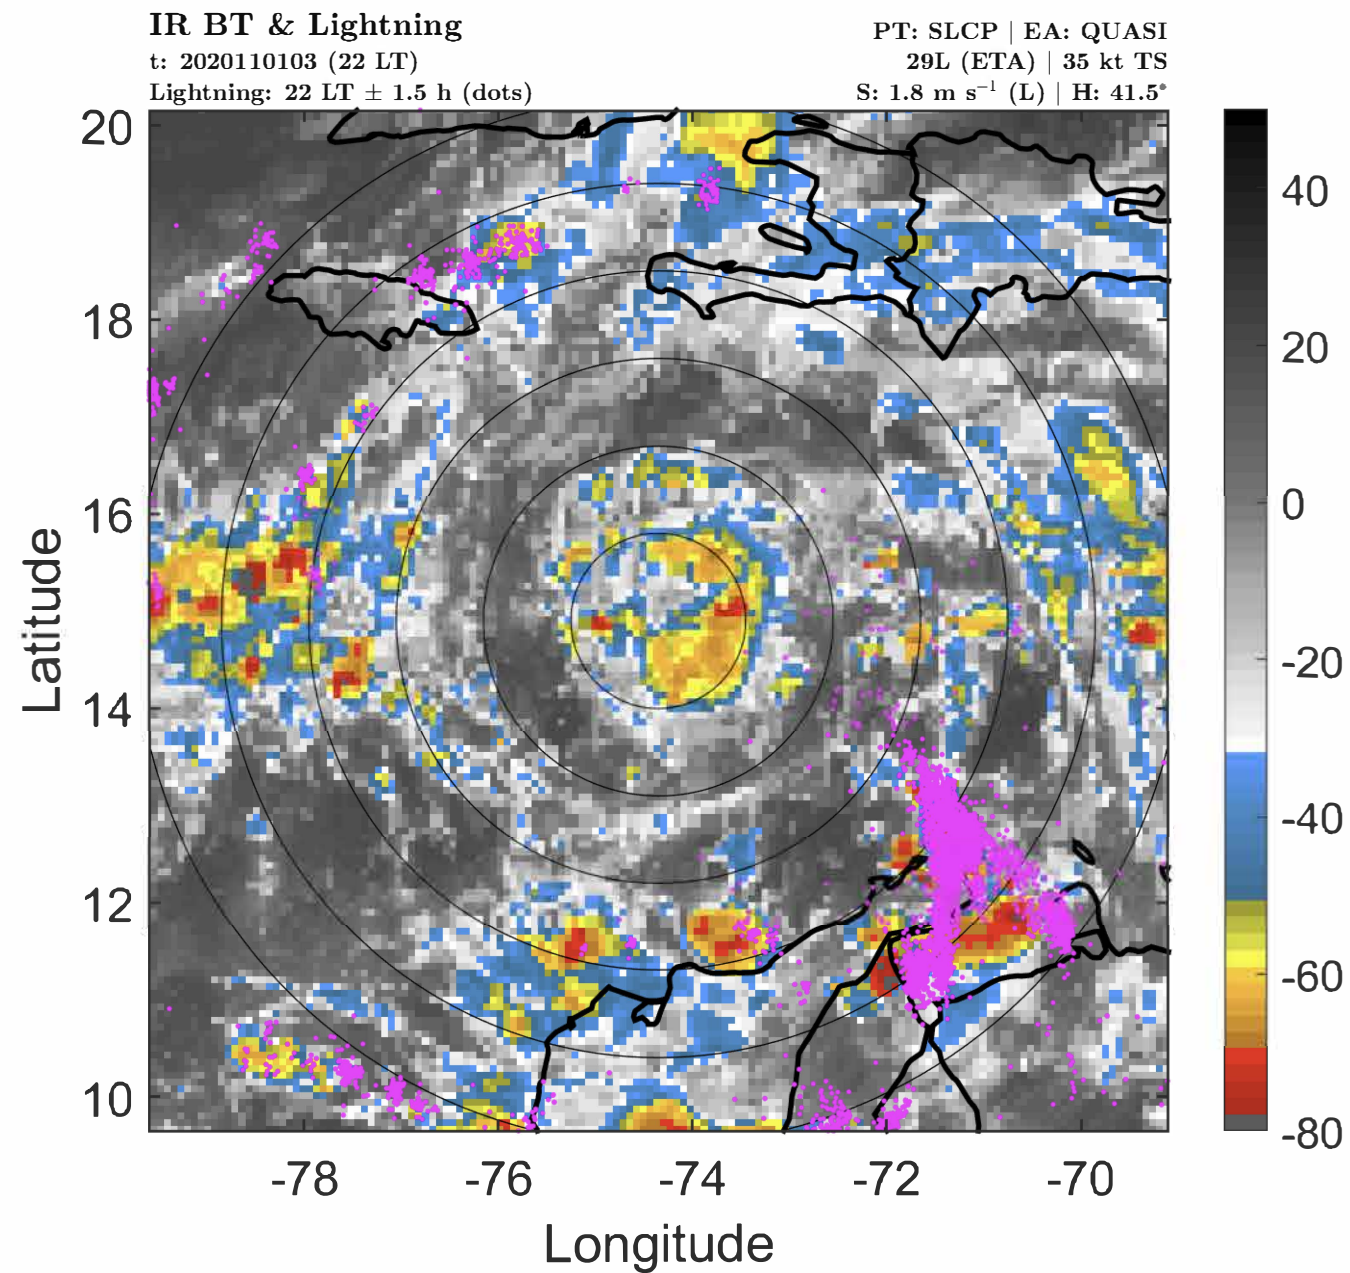 IR BT & Lightning
t: 2020110103 (22 LT)
Lightning: 22 LT ± 1.5 h (dots)
PT: SLCP | EA: QUASI
29L (ETA) | 35 kt TS
S: 1.8 m s⁻¹ (L) | H: 41.5°
20
18
16
14
12
10
Latitude
-78
-76
-74
-72
-70
Longitude
40
20
0
-20
-40
-60
-80